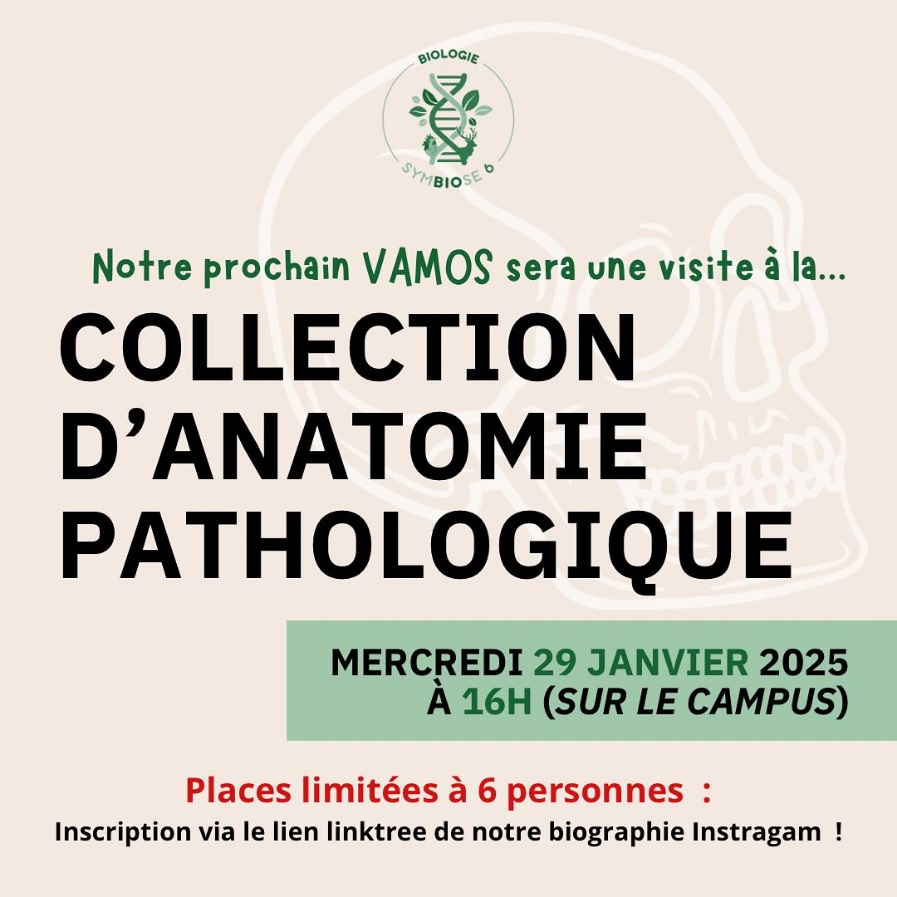 BIOLOGIE
SYMBIOSE 6
Notre prochain VAMOS sera une visite à la...
COLLECTION
D’ANATOMIE
PATHOLOGIQUE
MERCREDI 29 JANVIER 2025
À 16H (SUR LE CAMPUS)
Places limitées à 6 personnes :
Inscription via le lien linktree de notre biographie Instragam !